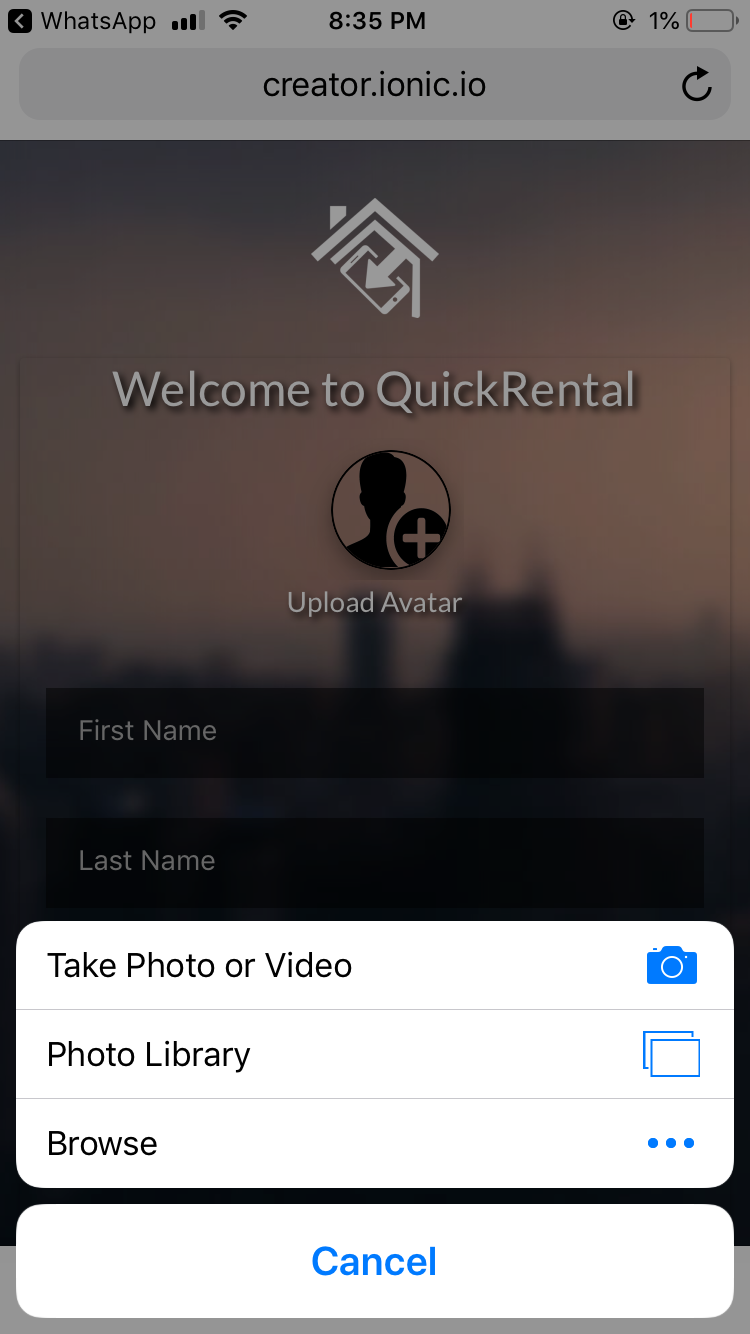 WhatsApp 8:35 PM 1%
creator.ionic.io
Welcome to QuickRental
Upload Avatar
First Name
Last Name
Take Photo or Video
Photo Library
Browse
Cancel